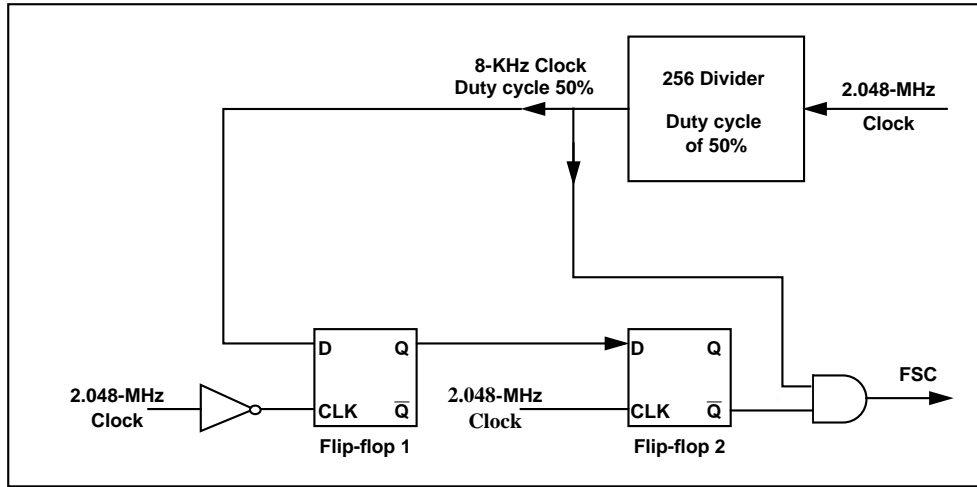 8-KHz Clock
Duty cycle 50%
256 Divider
Duty cycle
of 50%
2.048-MHz
Clock
D
Q
CLK
Q̅
Flip-flop 1
2.048-MHz
Clock
2.048-MHz
Clock
D
Q
CLK
Q̅
Flip-flop 2
FSC